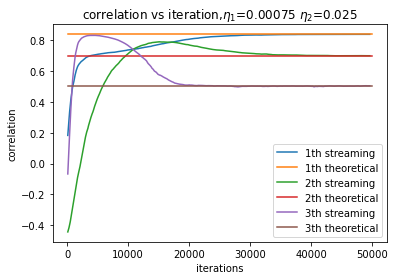 correlation vs iteration,η1=0.00075 η2=0.025
correlation
0.8
0.6
0.4
0.2
0.0
−0.2
−0.4
1th streaming
1th theoretical
2th streaming
2th theoretical
3th streaming
3th theoretical
0 10000 20000 30000 40000 50000
iterations